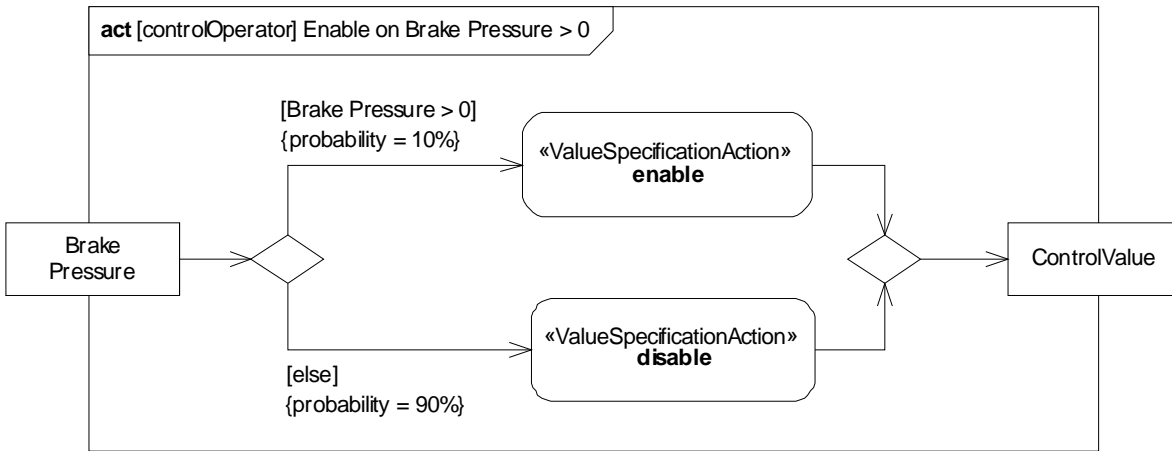 act [controlOperator] Enable on Brake Pressure > 0
[Brake Pressure > 0]
{probability = 10%}
«ValueSpecificationAction»
enable
Brake
Pressure
ControlValue
«ValueSpecificationAction»
disable
[else]
{probability = 90%}